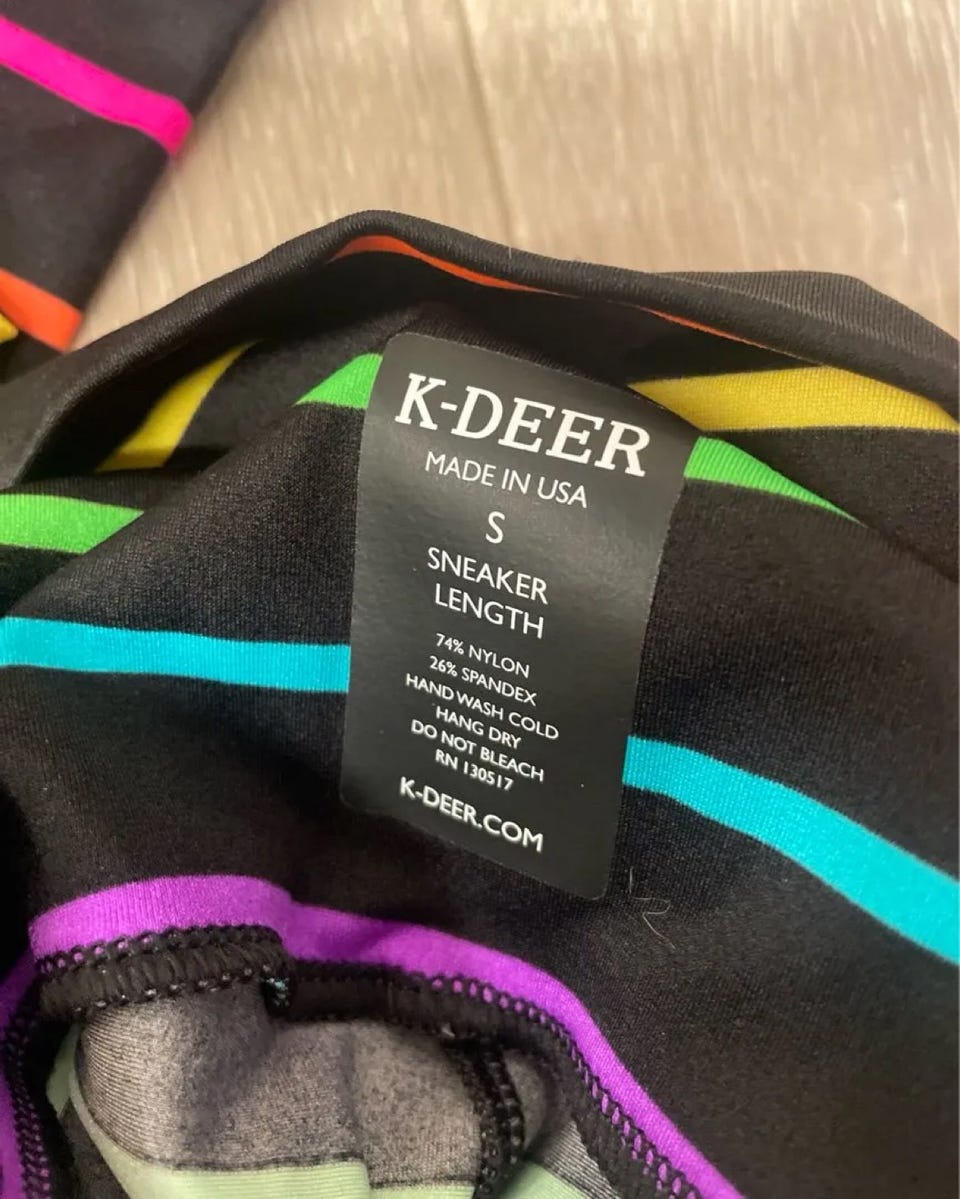 K-DEER
MADE IN USA
S
SNEAKER
LENGTH
74% NYLON
26% SPANDEX
HAND WASH COLD
HANG DRY
DO NOT BLEACH
RN 130517
K-DEER.COM